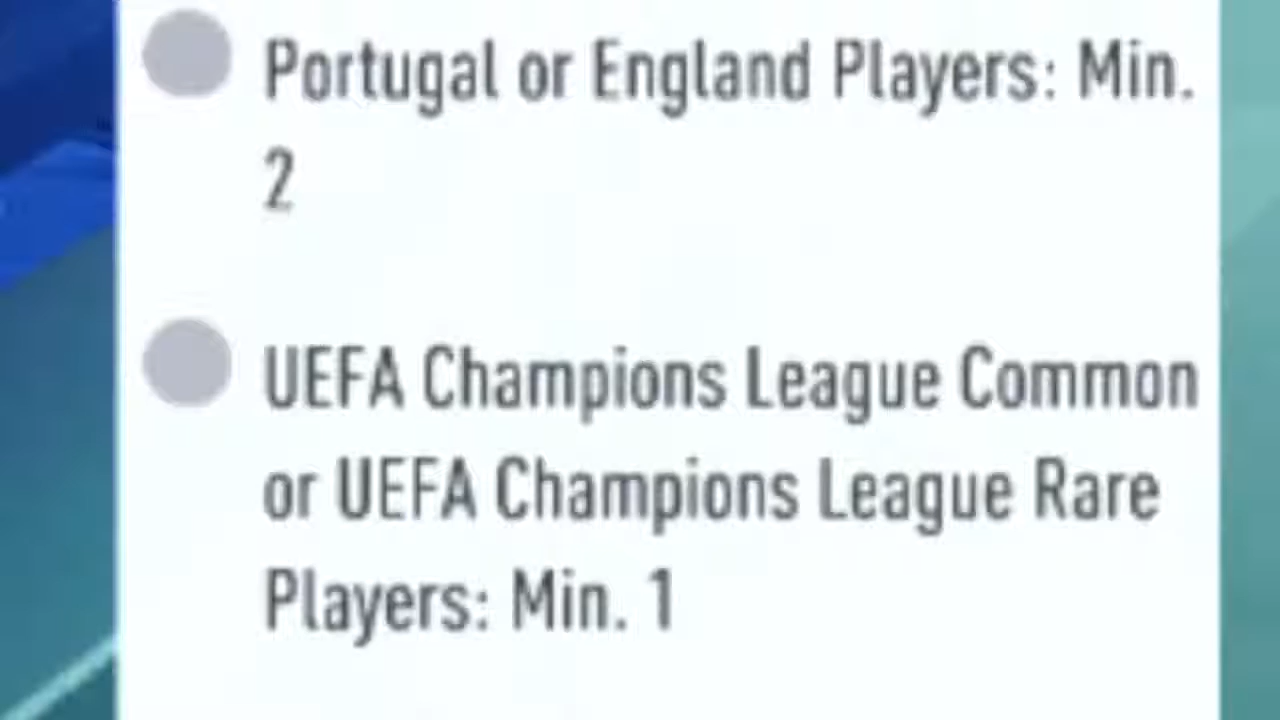 Portugal or England Players: Min.
2
UEFA Champions League Common
or UEFA Champions League Rare
Players: Min. 1